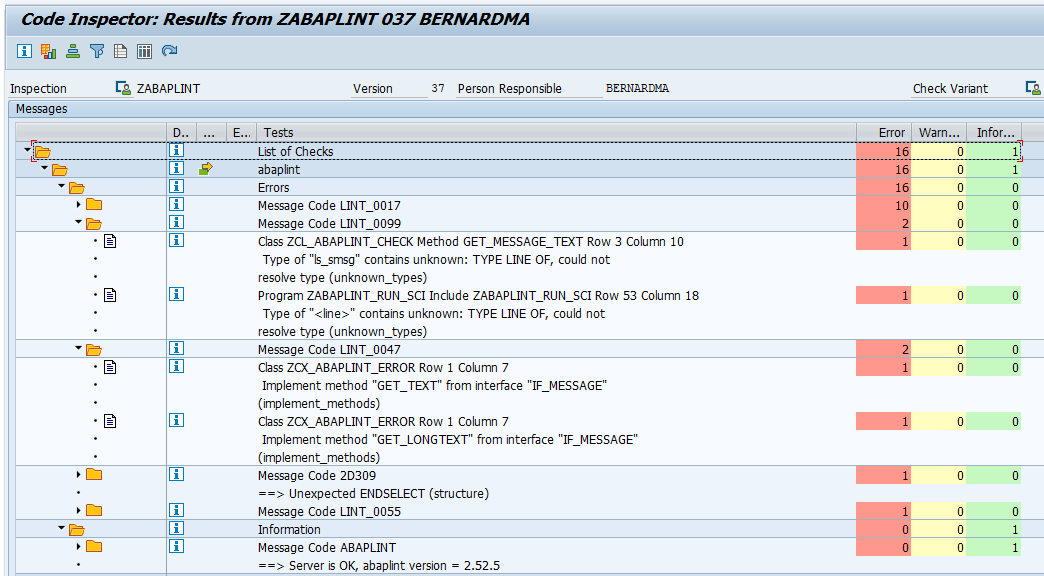 Code Inspector: Results from ZABAPLINT 037 BERNARDMA
Inspection ZABAPLINT Version 37 Person Responsible BERNARDMA Check Variant
Messages
D.. ... E... Tests Error Warn... Infor...
List of Checks 16 0 1
abaplint 16 0 1
Errors 16 0 0
Message Code LINT_0017 10 0 0
Message Code LINT_0099 2 0 0
Class ZCL_ABAPLINT_CHECK Method GET_MESSAGE_TEXT Row 3 Column 10 1 0 0
Type of "ls_smsg" contains unknown: TYPE LINE OF, could not
resolve type (unknown_types)
Program ZABAPLINT_RUN_SCI Include ZABAPLINT_RUN_SCI Row 53 Column 18 1 0 0
Type of "<line>" contains unknown: TYPE LINE OF, could not
resolve type (unknown_types)
Message Code LINT_0047 2 0 0
Class ZCX_ABAPLINT_ERROR Row 1 Column 7 1 0 0
Implement method "GET_TEXT" from interface "IF_MESSAGE"
(implement_methods)
Class ZCX_ABAPLINT_ERROR Row 1 Column 7 1 0 0
Implement method "GET_LONGTEXT" from interface "IF_MESSAGE"
(implement_methods)
Message Code 2D309 1 0 0
==> Unexpected ENDSELECT (structure)
Message Code LINT_0055 1 0 0
Information 0 0 1
Message Code ABAPLINT 0 0 1
==> Server is OK, abaplint version = 2.52.5